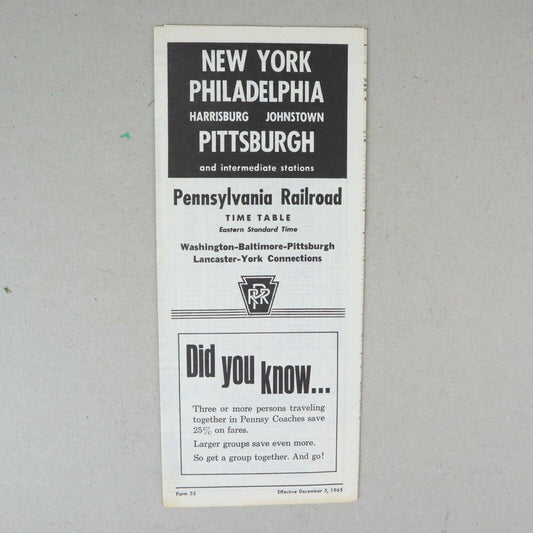 NEW YORK
PHILADELPHIA
HARRISBURG JOHNSTOWN
PITTSBURGH
and intermediate stations
Pennsylvania Railroad
TIME TABLE
Eastern Standard Time
Washington-Baltimore-Pittsburgh
Lancaster-York Connections
PRR
Did you know...
Three or more persons traveling
together in Pennsy Coaches save
25% on fares.
Larger groups save even more.
So get a group together. And go!
Form 55 Effective December 5, 1965